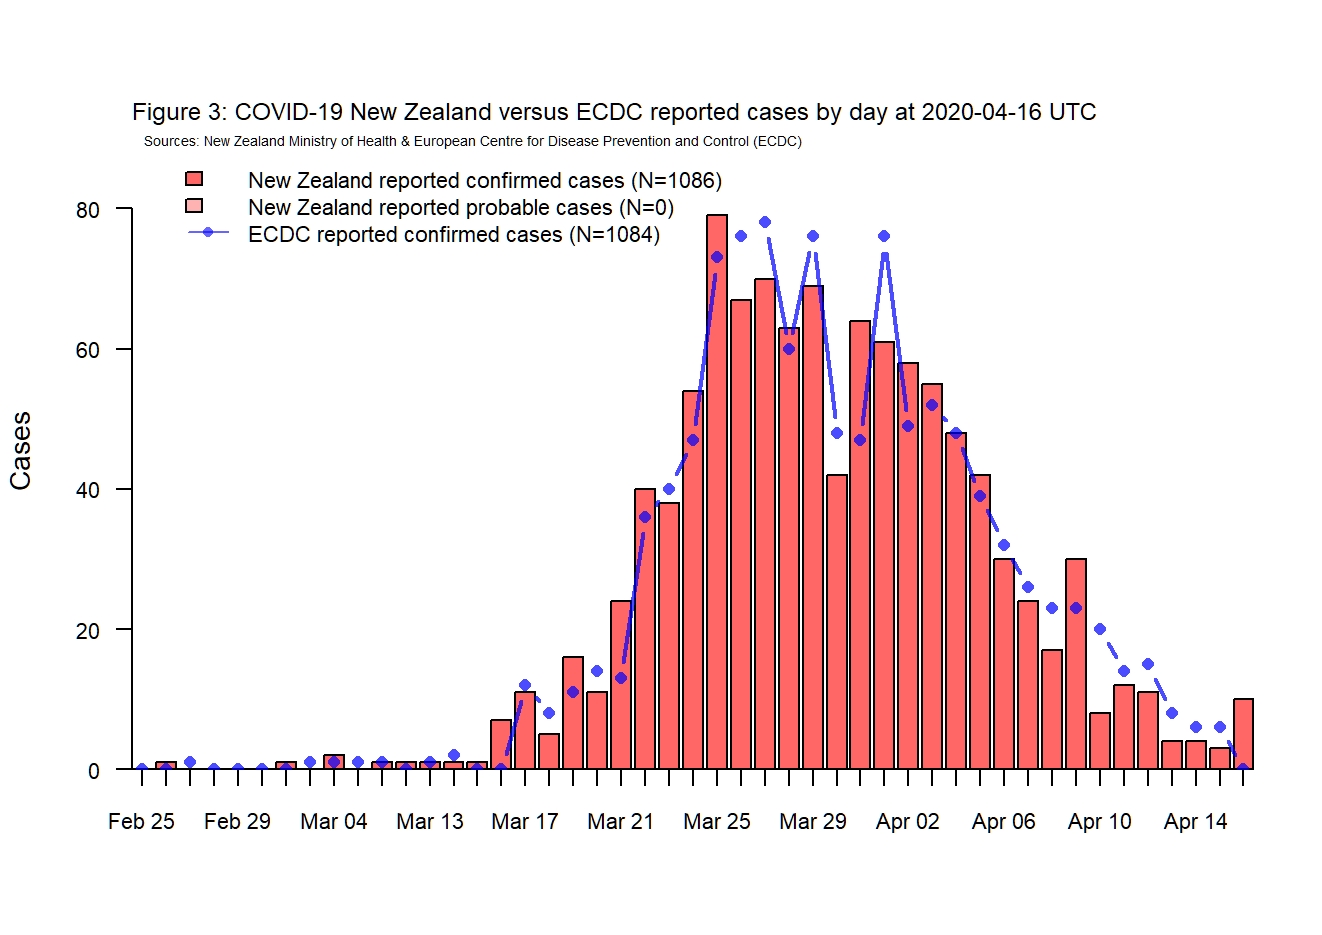 Figure 3: COVID-19 New Zealand versus ECDC reported cases by day at 2020-04-16 UTC
Sources: New Zealand Ministry of Health & European Centre for Disease Prevention and Control (ECDC)
New Zealand reported confirmed cases (N=1086)
New Zealand reported probable cases (N=0)
ECDC reported confirmed cases (N=1084)
Cases
80
60
40
20
0
Feb 25 Feb 29 Mar 04 Mar 13 Mar 17 Mar 21 Mar 25 Mar 29 Apr 02 Apr 06 Apr 10 Apr 14